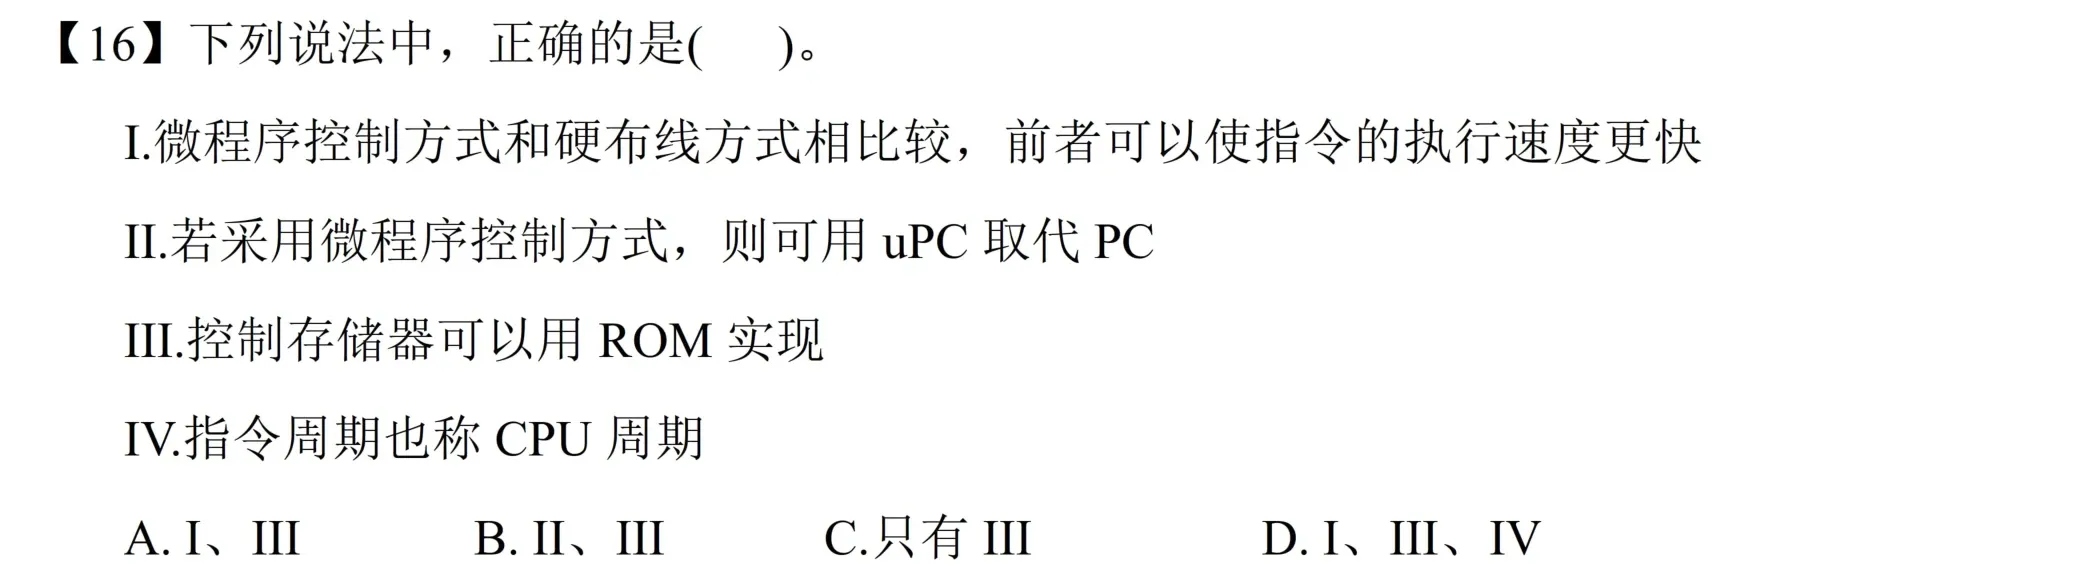 【16】下列说法中，正确的是(     )。
I.微程序控制方式和硬布线方式相比较，前者可以使指令的执行速度更快
II.若采用微程序控制方式，则可用 uPC 取代 PC
III.控制存储器可以用 ROM 实现
IV.指令周期也称 CPU 周期
A. I、III  B. II、III  C.只有 III  D. I、III、IV